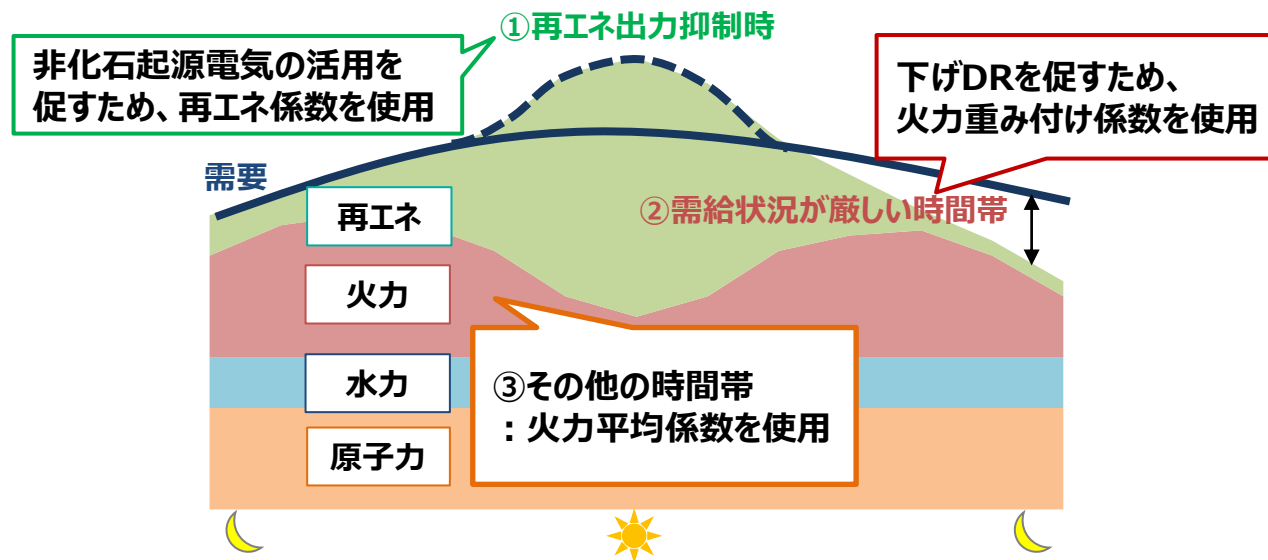 ①再エネ出力抑制時
非化石起源電気の活用を
促すため、再エネ係数を使用
下げDRを促すため、
火力重み付け係数を使用
需要
②需給状況が厳しい時間帯
再エネ
火力
水力
原子力
③その他の時間帯
：火力平均係数を使用